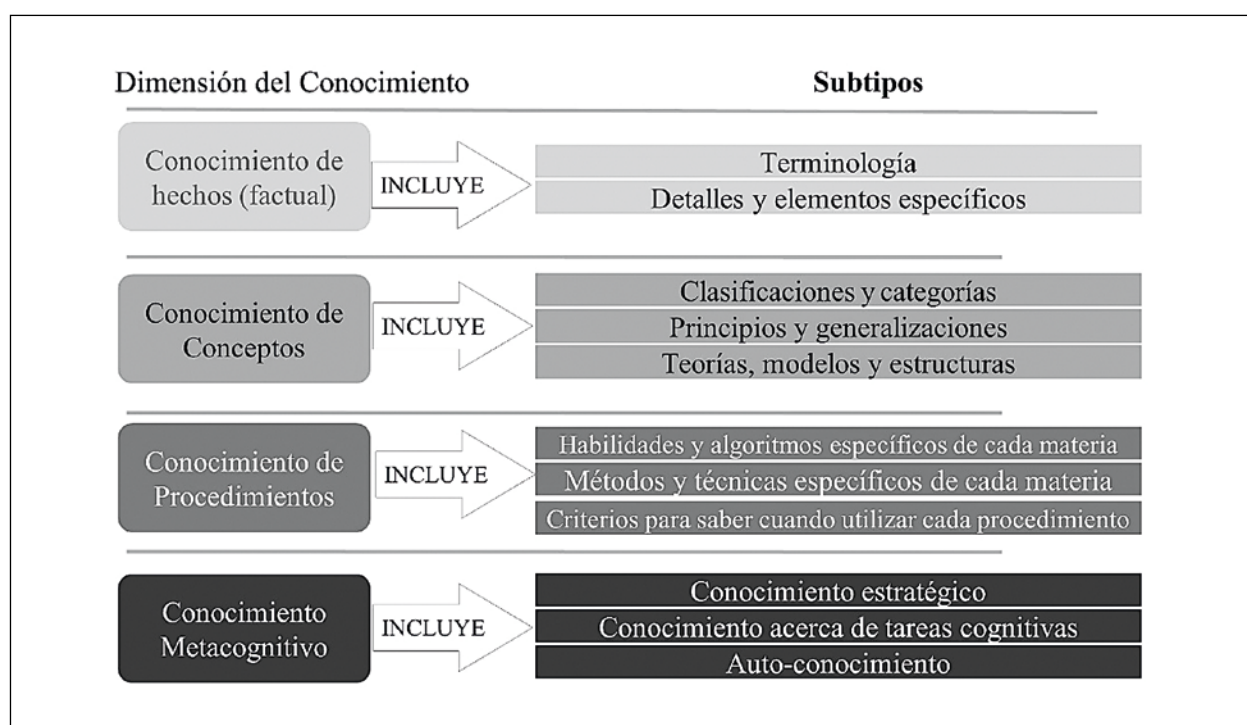 Dimensión del Conocimiento
Subtipos
Conocimiento de
hechos (factual)
INCLUYE
Terminología
Detalles y elementos específicos
Conocimiento de
Conceptos
INCLUYE
Clasificaciones y categorías
Principios y generalizaciones
Teorías, modelos y estructuras
Conocimiento de
Procedimientos
INCLUYE
Habilidades y algoritmos específicos de cada materia
Métodos y técnicas específicos de cada materia
Criterios para saber cuando utilizar cada procedimiento
Conocimiento
Metacognitivo
INCLUYE
Conocimiento estratégico
Conocimiento acerca de tareas cognitivas
Auto-conocimiento